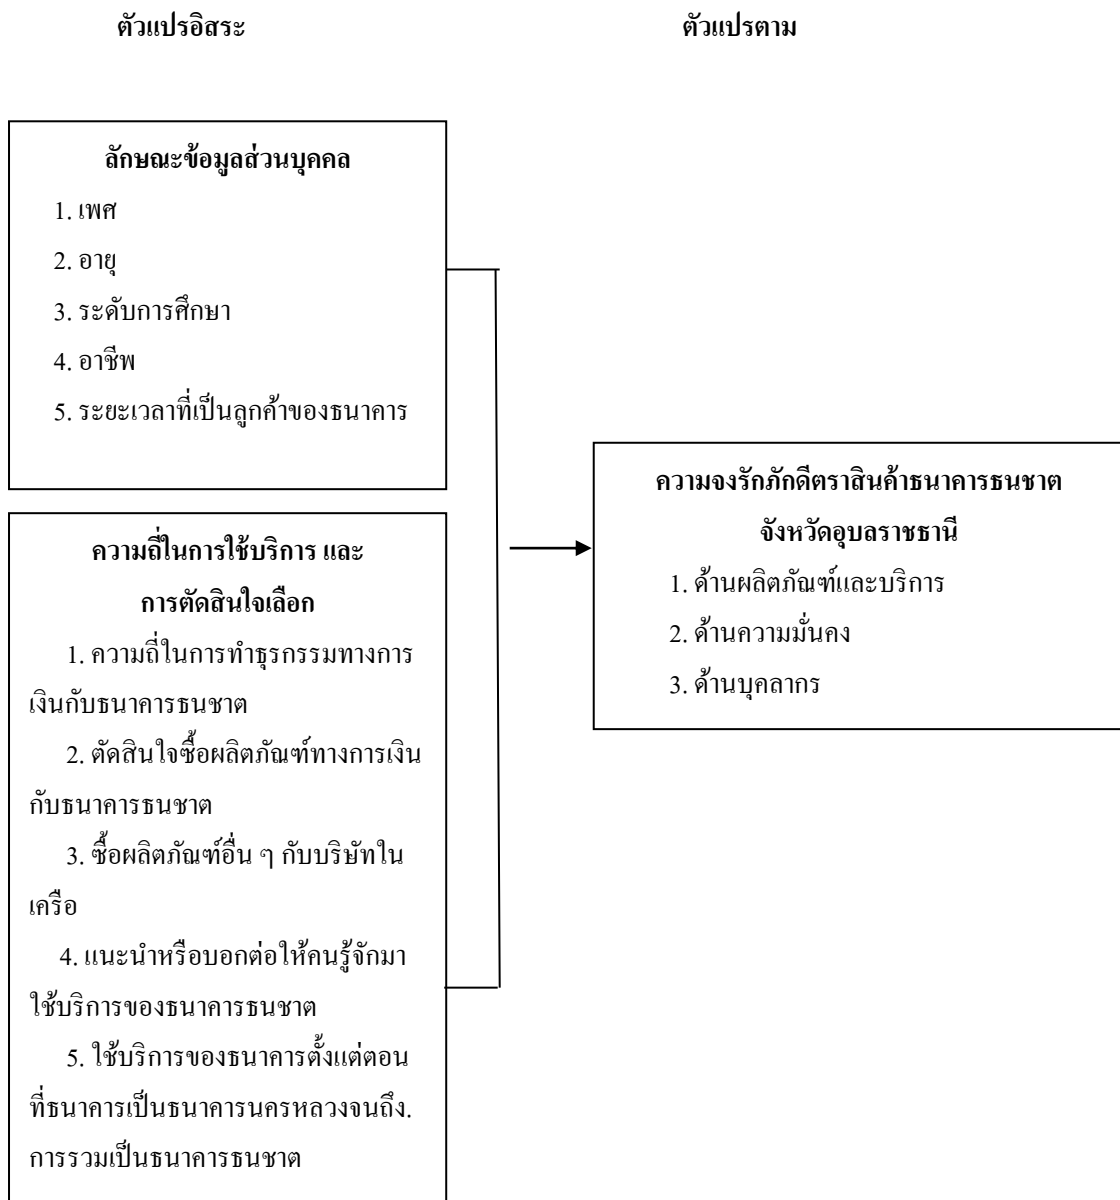 ตัวแปรอิสระ
ตัวแปรตาม
ลักษณะข้อมูลส่วนบุคคล
1. เพศ
2. อายุ
3. ระดับการศึกษา
4. อาชีพ
5. ระยะเวลาที่เป็นลูกค้าของธนาคาร
ความถี่ในการใช้บริการ และ
การตัดสินใจเลือก
1. ความถี่ในการทำธุรกรรมทางการ
เงินกับธนาคารธนชาต
2. ตัดสินใจซื้อผลิตภัณฑ์ทางการเงิน
กับธนาคารธนชาต
3. ซื้อผลิตภัณฑ์อื่น ๆ กับบริษัทใน
เครือ
4. แนะนำหรือบอกต่อให้คนรู้จักมา
ใช้บริการของธนาคารธนชาต
5. ใช้บริการของธนาคารตั้งแต่ตอน
ที่ธนาคารเป็นธนาคารนครหลวงจนถึง.
การรวมเป็นธนาคารธนชาต
ความจงรักภักดีตราสินค้าธนาคารธนชาต
จังหวัดอุบลราชธานี
1. ด้านผลิตภัณฑ์และบริการ
2. ด้านความมั่นคง
3. ด้านบุคลากร